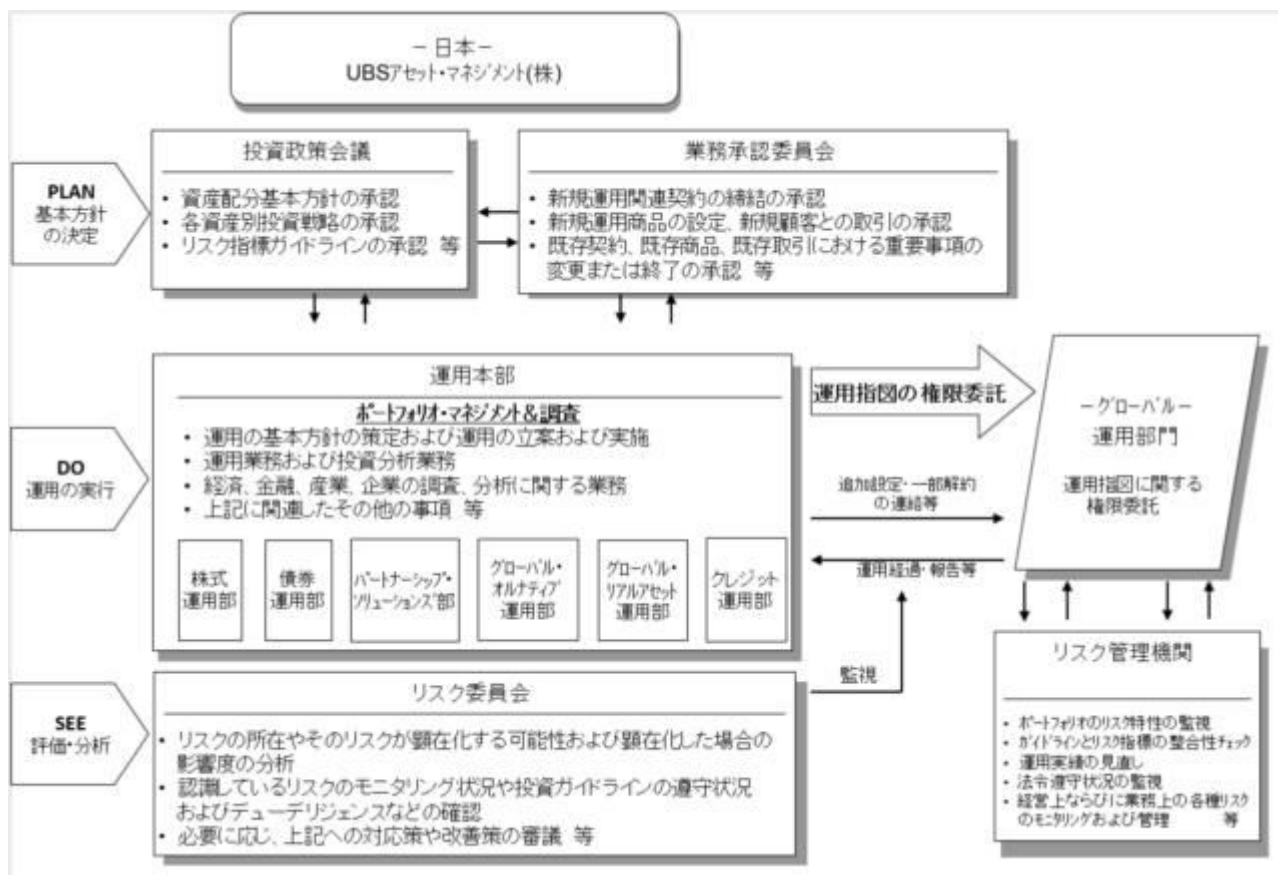 －日本－
UBSアセット・マネジメント(株)
PLAN
基本方針
の決定
投資政策会議
• 資産配分基本方針の承認
• 各資産別投資戦略の承認
• リスク指標ガイドラインの承認 等
業務承認委員会
• 新規運用関連契約の締結の承認
• 新規運用商品の設定、新規顧客との取引の承認
• 既存契約、既存商品、既存取引における重要事項の
変更または終了の承認 等
DO
運用の実行
運用本部
ポートフォリオ・マネジメント＆調査
• 運用の基本方針の策定および運用の立案および実施
• 運用業務および投資分析業務
• 経済、金融、産業、企業の調査、分析に関する業務
• 上記に関連したその他の事項 等
株式
運用部
債券
運用部
パートナーシップ・
ソリューションズ部
グローバル・
オルナティブ
運用部
グローバル・
リアルアセット
運用部
クレジット
運用部
運用指図の権限委託
追加設定・一部解約
の連絡等
運用経過・報告等
監視
－グローバル－
運用部門
運用指図に関する
権限委託
SEE
評価・分析
リスク委員会
• リスクの所在やそのリスクが顕在化する可能性および顕在化した場合の
影響度の分析
• 認識しているリスクのモニタリング状況や投資ガイドラインの遵守状況
およびデューデリジェンスなどの確認
• 必要に応じ、上記への対応策や改善策の審議 等
リスク管理機関
• ポートフォリオのリスク特性の監視
• ガイドラインとリスク指標の整合性チェック
• 運用実績の見直し
• 法令遵守状況の監視
• 経営上ならびに業務上の各種リスク
のモニタリングおよび管理 等